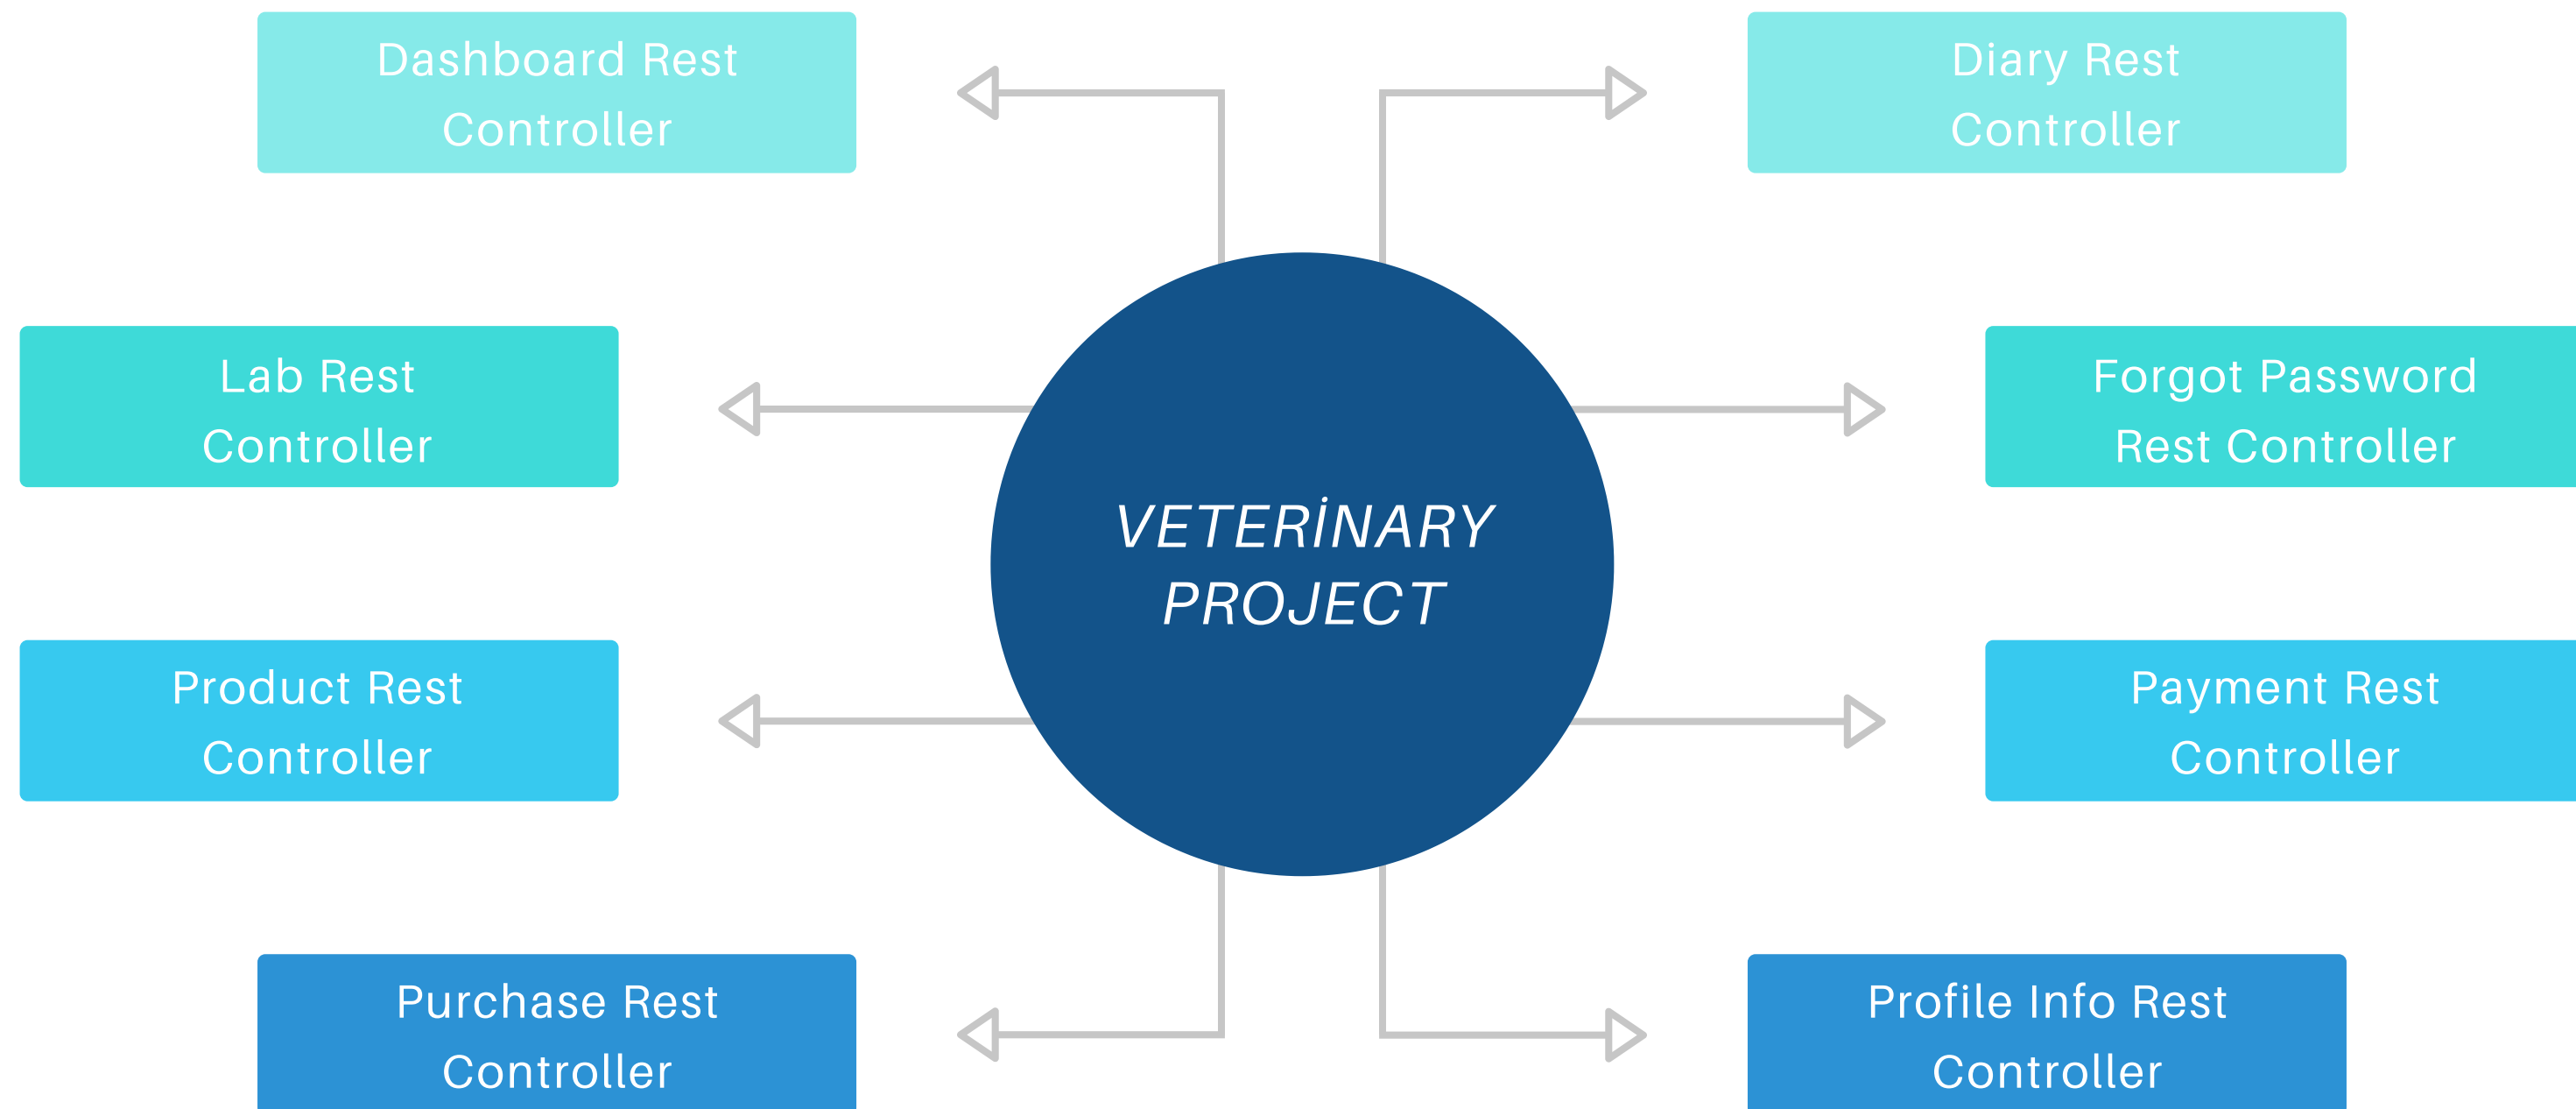 Dashboard Rest
Controller
Diary Rest
Controller
Lab Rest
Controller
Forgot Password
Rest Controller
VETERİNARY
PROJECT
Product Rest
Controller
Payment Rest
Controller
Purchase Rest
Controller
Profile Info Rest
Controller